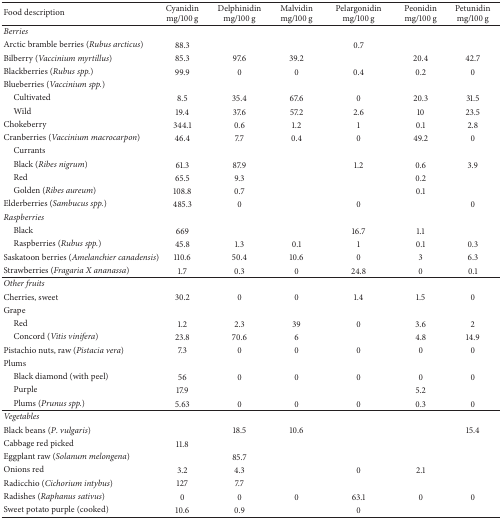 Food description Cyanidin mg/100 g Delphinidin mg/100 g Malvidin mg/100 g Pelargonidin mg/100 g Peonidin mg/100 g Petunidin mg/100 g
Berries
Arctic bramble berries (Rubus arcticus) 88.3 0.7
Bilberry (Vaccinium myrtillus) 85.3 97.6 39.2 20.4 42.7
Blackberries (Rubus spp.) 99.9 0 0 0.4 0.2 0
Blueberries (Vaccinium spp.)
Cultivated 8.5 35.4 67.6 0 20.3 31.5
Wild 19.4 37.6 57.2 2.6 10 23.5
Chokeberry 344.1 0.6 1.2 1 0.1 2.8
Cranberries (Vaccinium macrocarpon) 46.4 7.7 0.4 0 49.2 0
Currants
Black (Ribes nigrum) 61.3 87.9 1.2 0.6 3.9
Red 65.5 9.3 0.2
Golden (Ribes aureum) 108.8 0.7 0.1
Elderberries (Sambucus spp.) 485.3 0 0 0
Raspberries
Black 669 16.7 1.1
Raspberries (Rubus spp.) 45.8 1.3 0.1 1 0.1 0.3
Saskatoon berries (Amelanchier canadensis) 110.6 50.4 10.6 0 3 6.3
Strawberries (Fragaria X ananassa) 1.7 0.3 0 24.8 0 0.1
Other fruits
Cherries, sweet 30.2 0 0 1.4 1.5 0
Grape
Red 1.2 2.3 39 0 3.6 2
Concord (Vitis vinifera) 23.8 70.6 6 4.8 14.9
Pistachio nuts, raw (Pistacia vera) 7.3 0 0 0 0 0
Plums
Black diamond (with peel) 56 0 0 0 0 0
Purple 17.9 5.2
Plums (Prunus spp.) 5.63 0 0 0 0.3 0
Vegetables
Black beans (P. vulgaris) 18.5 10.6 15.4
Cabbage red picked 11.8
Eggplant raw (Solanum melongena) 85.7
Onions red 3.2 4.3 0 2.1
Radicchio (Cichorium intybus) 127 7.7
Radishes (Raphanus sativus) 0 0 0 63.1 0 0
Sweet potato purple (cooked) 10.6 0.9 0